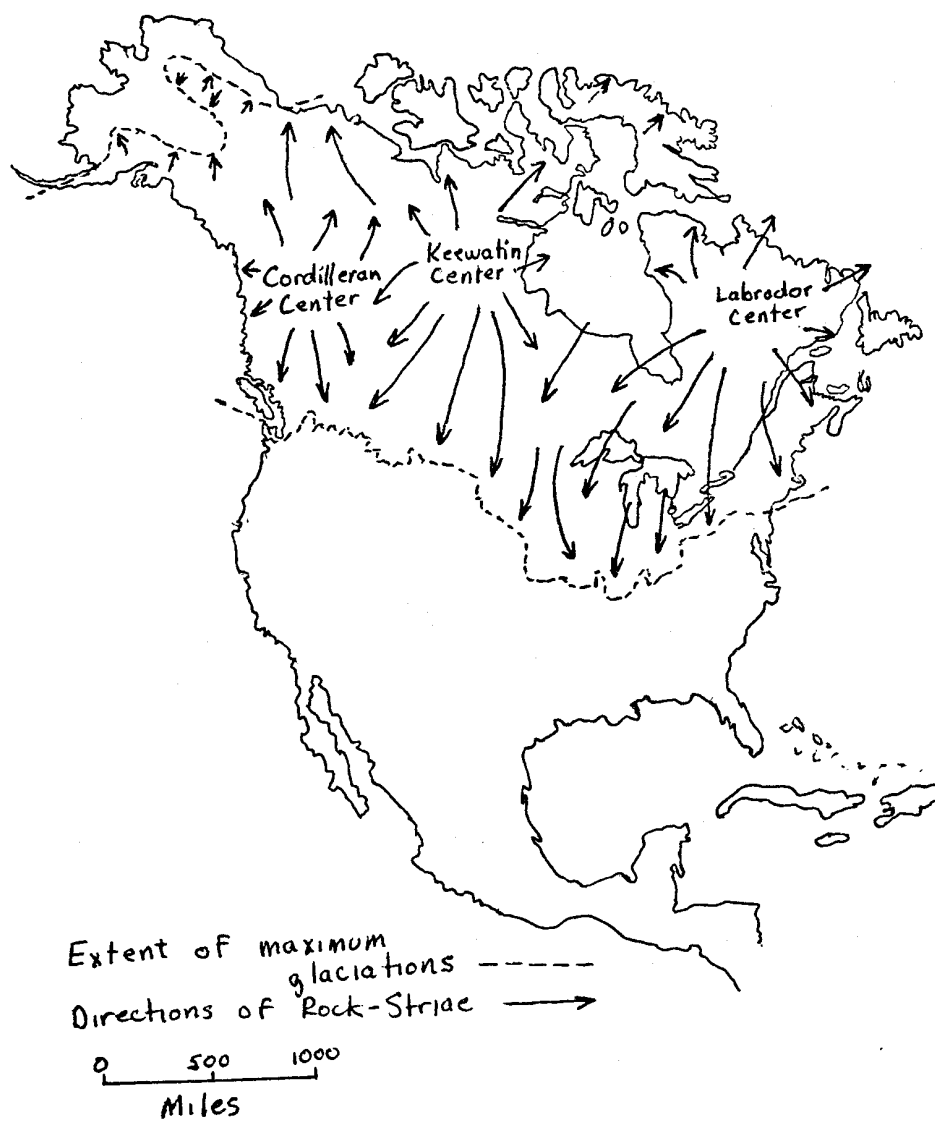 Cordilleran
Center
Keewatin
Center
Labrador
Center
Extent of maximum
glaciations
Directions of Rock-Striae
0 500 1000
Miles